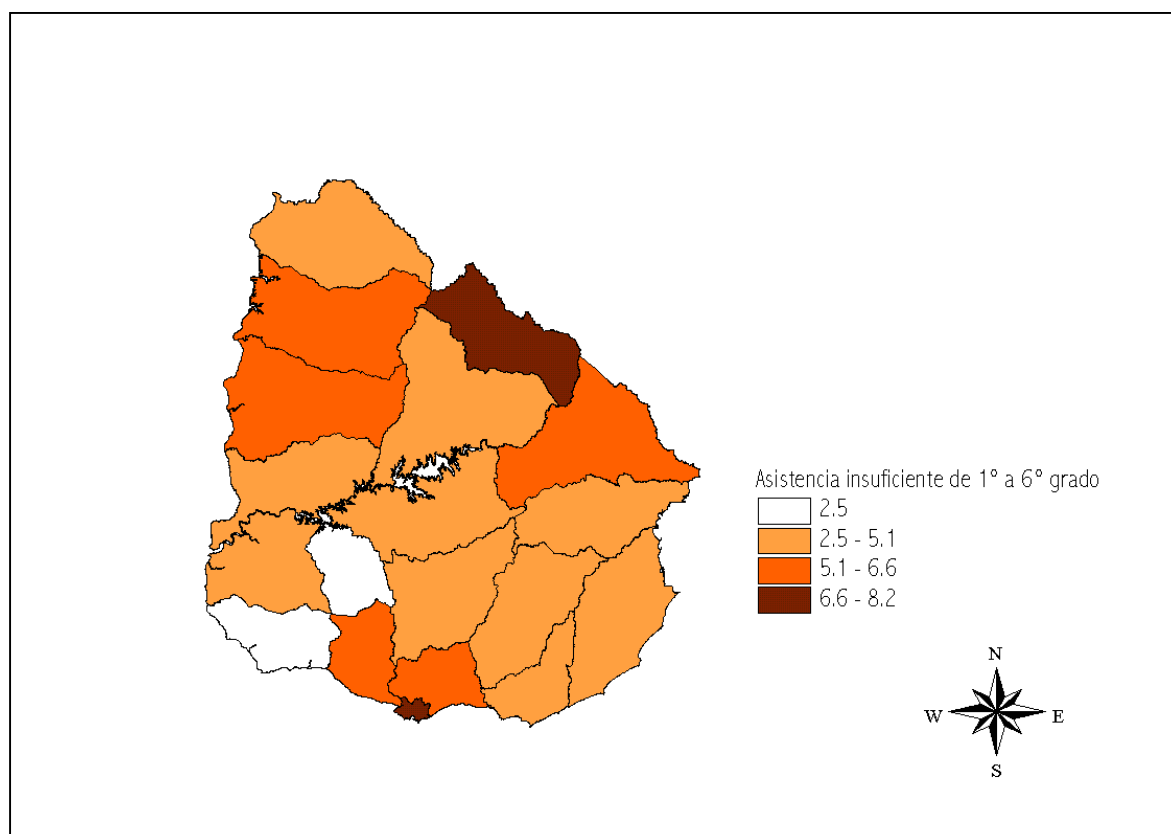 Asistencia insuficiente de 1° a 6° grado
2.5
2.5 - 5.1
5.1 - 6.6
6.6 - 8.2
N
W E
S